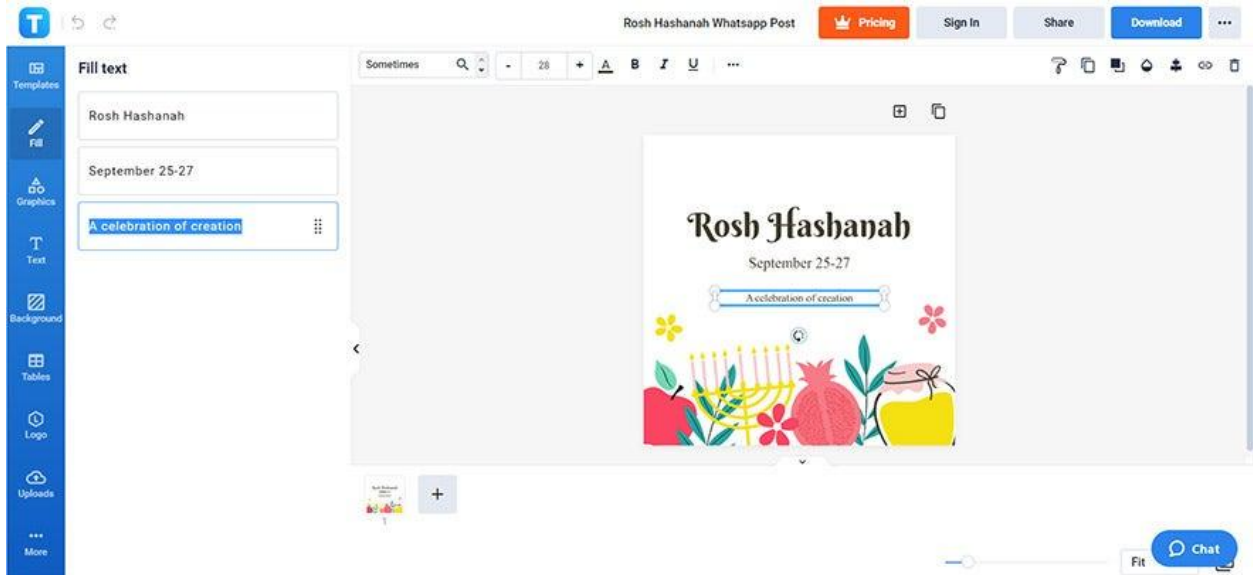 T
Rosh Hashanah Whatsapp Post
Pricing
Sign In
Share
Download
Templates
Fill
Graphics
Text
Background
Tables
Logo
Uploads
More
Fill text
Rosh Hashanah
September 25-27
A celebration of creation
Sometimes
- 28 + A B I U
Rosh Hashanah
September 25-27
A celebration of creation
+
1
Fit
Chat